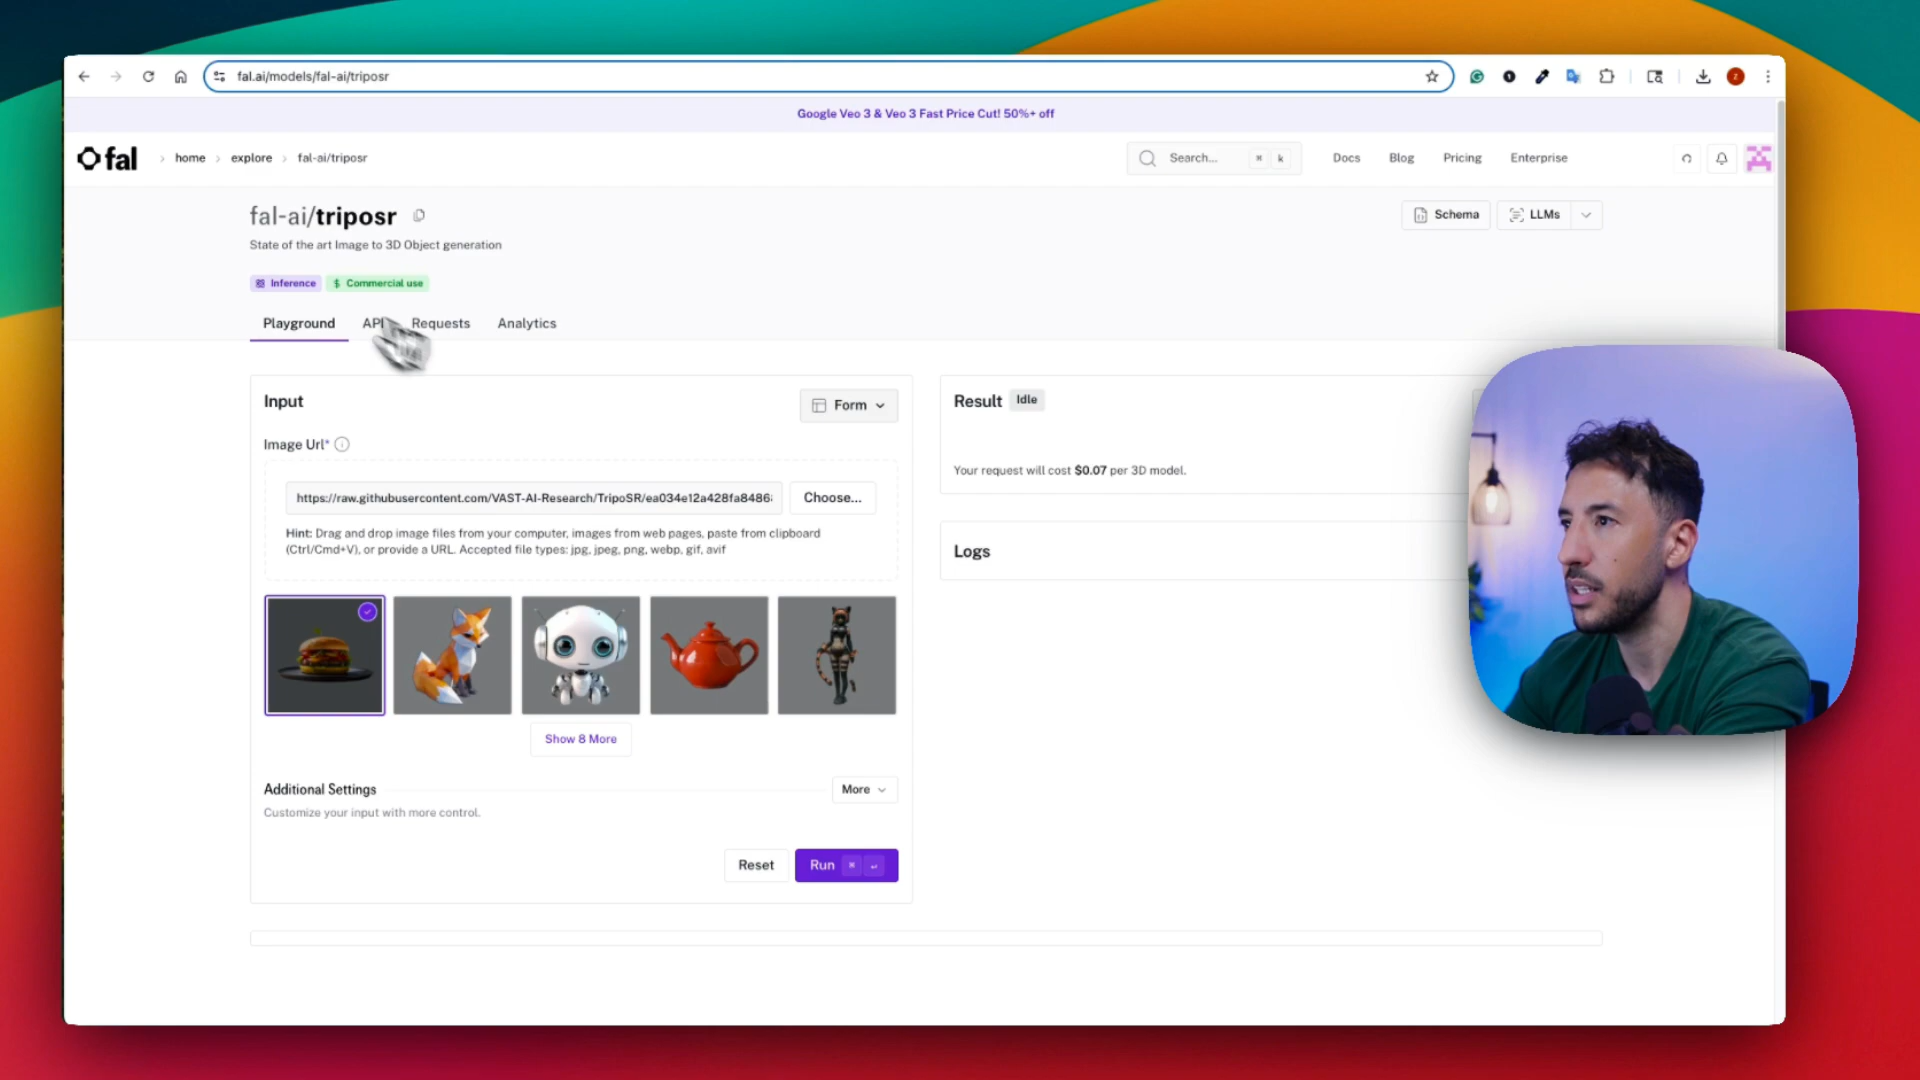 fal.ai/models/fal-ai/triposr
Google Veo 3 & Veo 3 Fast Price Cut! 50%+ off
fal
home
explore
fal-ai/triposr
Search...
⌘ k
Docs
Blog
Pricing
Enterprise
fal-ai/triposr
Schema
LLMs
State of the art Image to 3D Object generation
Inference
$ Commercial use
Playground
API
Requests
Analytics
Input
Form
Result
Idle
Image Url*
Your request will cost $0.07 per 3D model.
https://raw.githubusercontent.com/VAST-AI-Research/TripoSR/ea034e12a428fa8486
Choose...
Hint: Drag and drop image files from your computer, images from web pages, paste from clipboard
(Ctrl/Cmd+V), or provide a URL. Accepted file types: jpg, jpeg, png, webp, gif, avif
Logs
Show 8 More
Additional Settings
More
Customize your input with more control.
Reset
Run